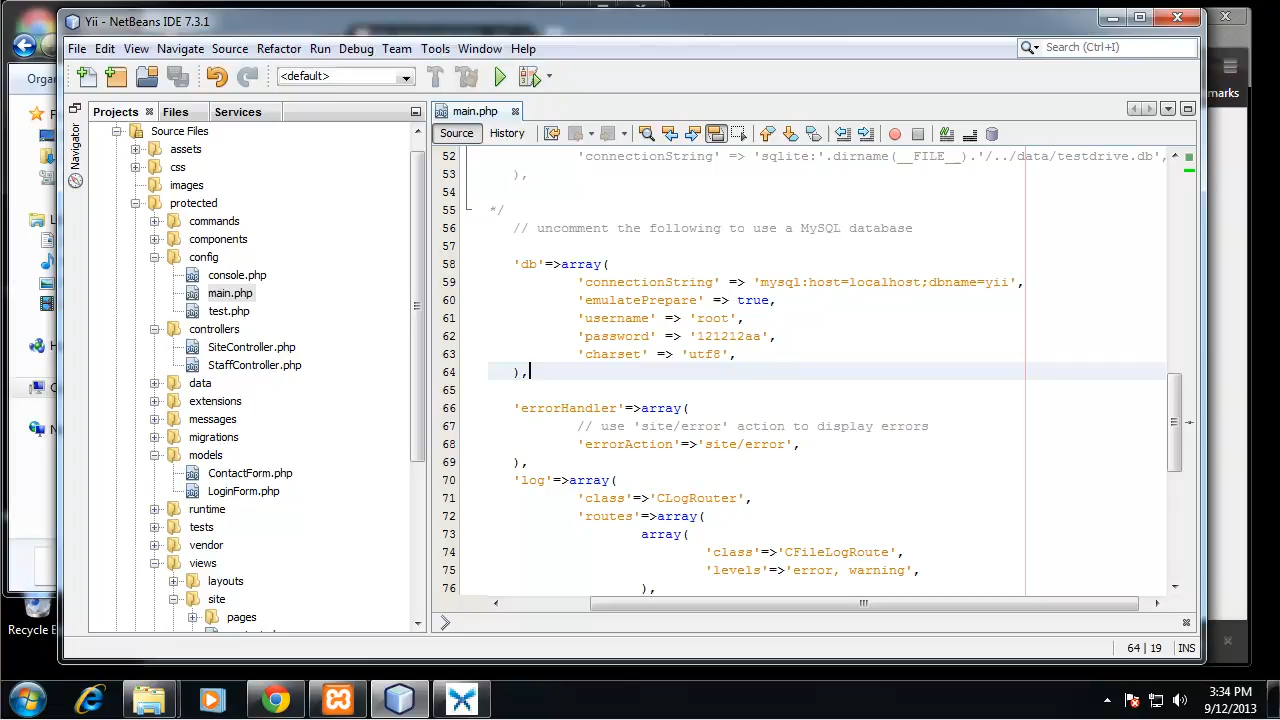 Yii - NetBeans IDE 7.3.1
File Edit View Navigate Source Refactor Run Debug Team Tools Window Help
Search (Ctrl+I)
Organ
<default>
marks
Projects Files Services
main.php
Source History
Navigator
Source Files
assets
css
images
protected
commands
components
config
console.php
main.php
test.php
controllers
SiteController.php
StaffController.php
data
extensions
messages
migrations
models
ContactForm.php
LoginForm.php
runtime
tests
vendor
views
layouts
site
pages
52 'connectionString' => 'sqlite:'.dirname(__FILE__).'/../data/testdrive.db',
53 ),
54
55 */
56 // uncomment the following to use a MySQL database
57
58 'db'=>array(
59 'connectionString' => 'mysql:host=localhost;dbname=yii',
60 'emulatePrepare' => true,
61 'username' => 'root',
62 'password' => '121212aa',
63 'charset' => 'utf8',
64 ),
65
66 'errorHandler'=>array(
67 // use 'site/error' action to display errors
68 'errorAction'=>'site/error',
69 ),
70 'log'=>array(
71 'class'=>'CLogRouter',
72 'routes'=>array(
73 array(
74 'class'=>'CFileLogRoute',
75 'levels'=>'error, warning',
76 ),
Recycle B
64 | 19 INS
3:34 PM
9/12/2013